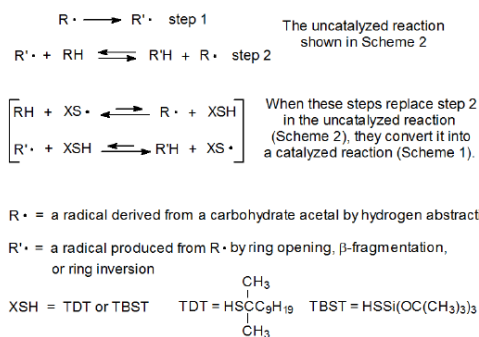 R• → R'• step 1
The uncatalyzed reaction
shown in Scheme 2
R'• + RH ⇌ R'H + R• step 2
RH + XS• ⇌ R• + XSH
R'• + XSH ⇌ R'H + XS•
When these steps replace step 2
in the uncatalyzed reaction
(Scheme 2), they convert it into
a catalyzed reaction (Scheme 1).
R• = a radical derived from a carbohydrate acetal by hydrogen abstract
R'• = a radical produced from R• by ring opening, β-fragmentation,
or ring inversion
CH3
XSH = TDT or TBST TDT = HSCC9H19 TBST = HSSi(OC(CH3)3)3
CH3